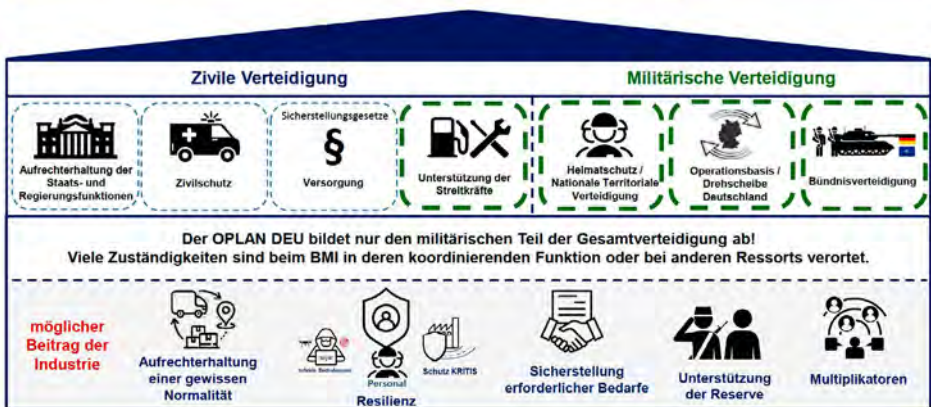 Zivile Verteidigung
Militärische Verteidigung
Aufrechterhaltung der
Staats- und
Regierungsfunktionen
Zivilschutz
Sicherstellungsgesetze
§
Versorgung
Unterstützung der
Streitkräfte
Heimatschutz /
Nationale Territoriale
Verteidigung
Operationsbasis /
Drehscheibe
Deutschland
Bündnisverteidigung
Der OPLAN DEU bildet nur den militärischen Teil der Gesamtverteidigung ab!
Viele Zuständigkeiten sind beim BMI in deren koordinierenden Funktion oder bei anderen Ressorts verortet.
möglicher
Beitrag der
Industrie
Aufrechterhaltung
einer gewissen
Normalität
Personal
Schutz KRITIS
Resilienz
Sicherstellung
erforderlicher Bedarfe
Unterstützung
der Reserve
Multiplikatoren